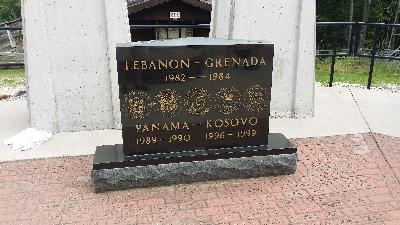 LEBANON - GRENADA
1982 — 1984
PANAMA - KOSOVO
1989 - 1990 1996 - 1999